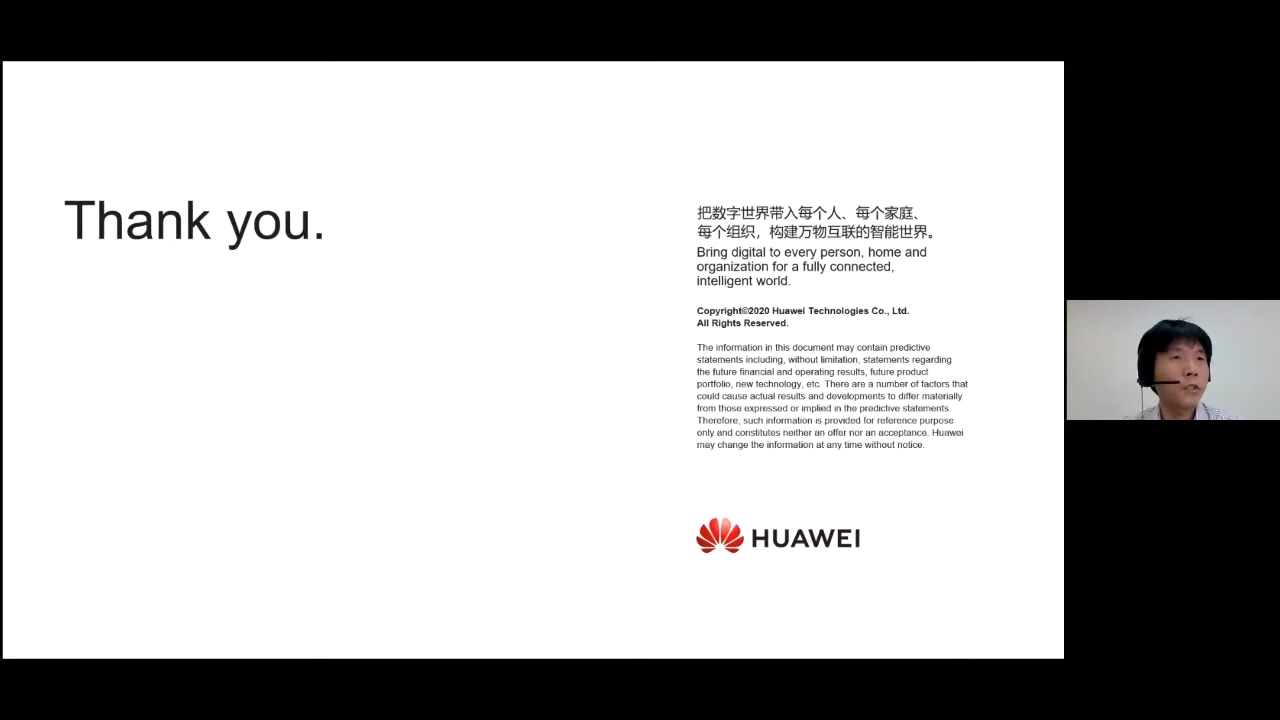 Thank you.
把数字世界带入每个人、每个家庭、
每个组织，构建万物互联的智能世界。
Bring digital to every person, home and
organization for a fully connected,
intelligent world.
Copyright©2020 Huawei Technologies Co., Ltd.
All Rights Reserved.
The information in this document may contain predictive
statements including, without limitation, statements regarding
the future financial and operating results, future product
portfolio, new technology, etc. There are a number of factors that
could cause actual results and developments to differ materially
from those expressed or implied in the predictive statements.
Therefore, such information is provided for reference purpose
only and constitutes neither an offer nor an acceptance. Huawei
may change the information at any time without notice.
HUAWEI